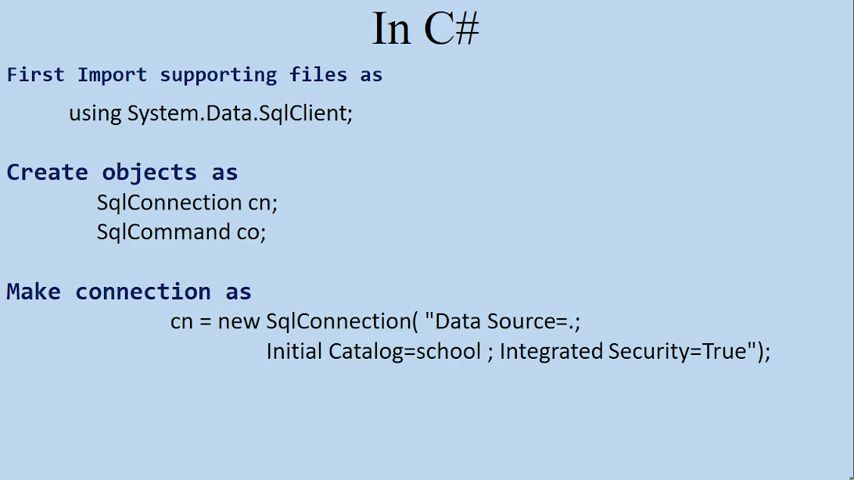 In C#
First Import supporting files as
using System.Data.SqlClient;
Create objects as
SqlConnection cn;
SqlCommand co;
Make connection as
cn = new SqlConnection( "Data Source=.;
Initial Catalog=school ; Integrated Security=True");